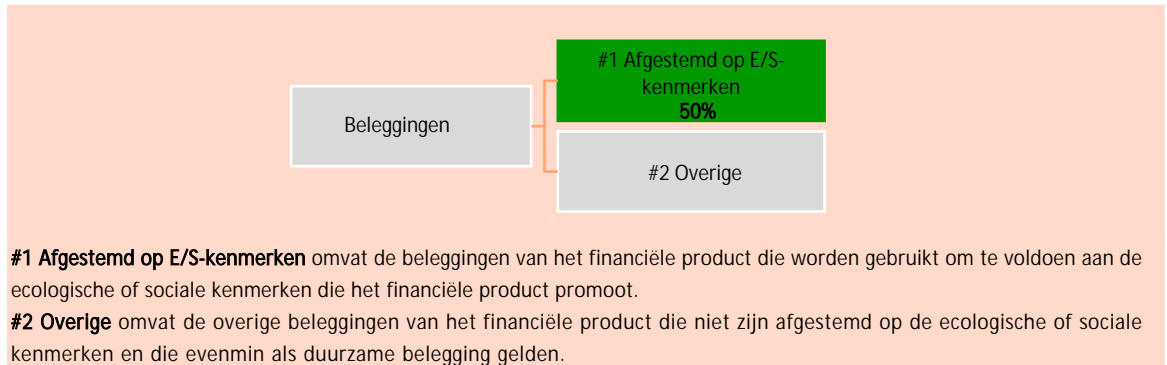 #1 Afgestemd op E/S-
kenmerken
50%
Beleggingen
#2 Overige
#1 Afgestemd op E/S-kenmerken omvat de beleggingen van het financiële product die worden gebruikt om te voldoen aan de
ecologische of sociale kenmerken die het financiële product promoot.
#2 Overige omvat de overige beleggingen van het financiële product die niet zijn afgestemd op de ecologische of sociale
kenmerken en die evenmin als duurzame belegging gelden.